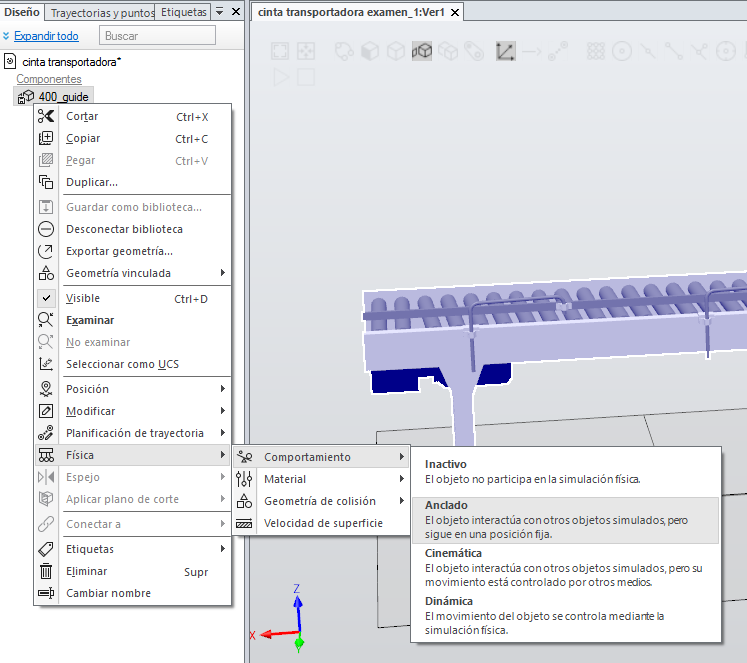 Diseño
Trayectorias y puntos
Etiquetas
cinta transportadora examen_1:Ver1
Expandir todo
Buscar
cinta transportadora*
Componentes
400_guide
Cortar Ctrl+X
Copiar Ctrl+C
Pegar Ctrl+V
Duplicar...
Guardar como biblioteca...
Desconectar biblioteca
Exportar geometría...
Geometría vinculada
Visible Ctrl+D
Examinar
No examinar
Seleccionar como UCS
Posición
Modificar
Planificación de trayectoria
Física
Espejo
Aplicar plano de corte
Conectar a
Etiquetas
Eliminar Supr
Cambiar nombre
Comportamiento
Material
Geometría de colisión
Velocidad de superficie
Inactivo
El objeto no participa en la simulación física.
Anclado
El objeto interactúa con otros objetos simulados, pero
sigue en una posición fija.
Cinemática
El objeto interactúa con otros objetos simulados, pero su
movimiento está controlado por otros medios.
Dinámica
El movimiento del objeto se controla mediante la
simulación física.
Z
X